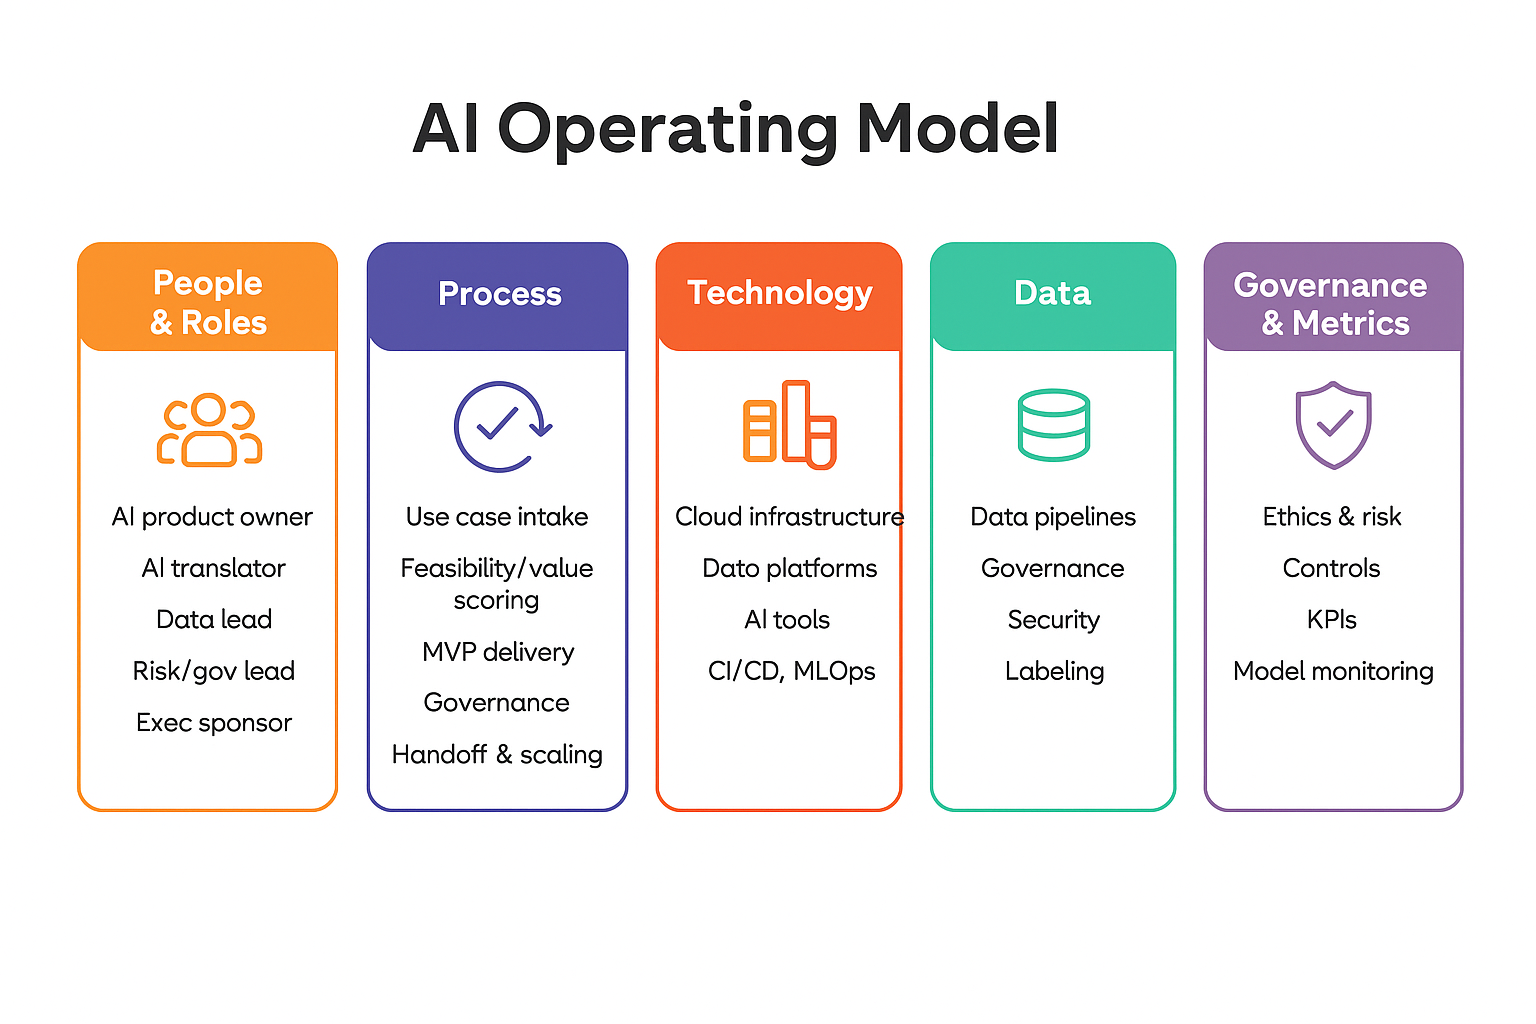 AI Operating Model
People
& Roles
AI product owner
AI translator
Data lead
Risk/gov lead
Exec sponsor
Process
Use case intake
Feasibility/value
scoring
MVP delivery
Governance
Handoff & scaling
Technology
Cloud infrastructure
Dato platforms
AI tools
CI/CD, MLOps
Data
Data pipelines
Governance
Security
Labeling
Governance
& Metrics
Ethics & risk
Controls
KPIs
Model monitoring